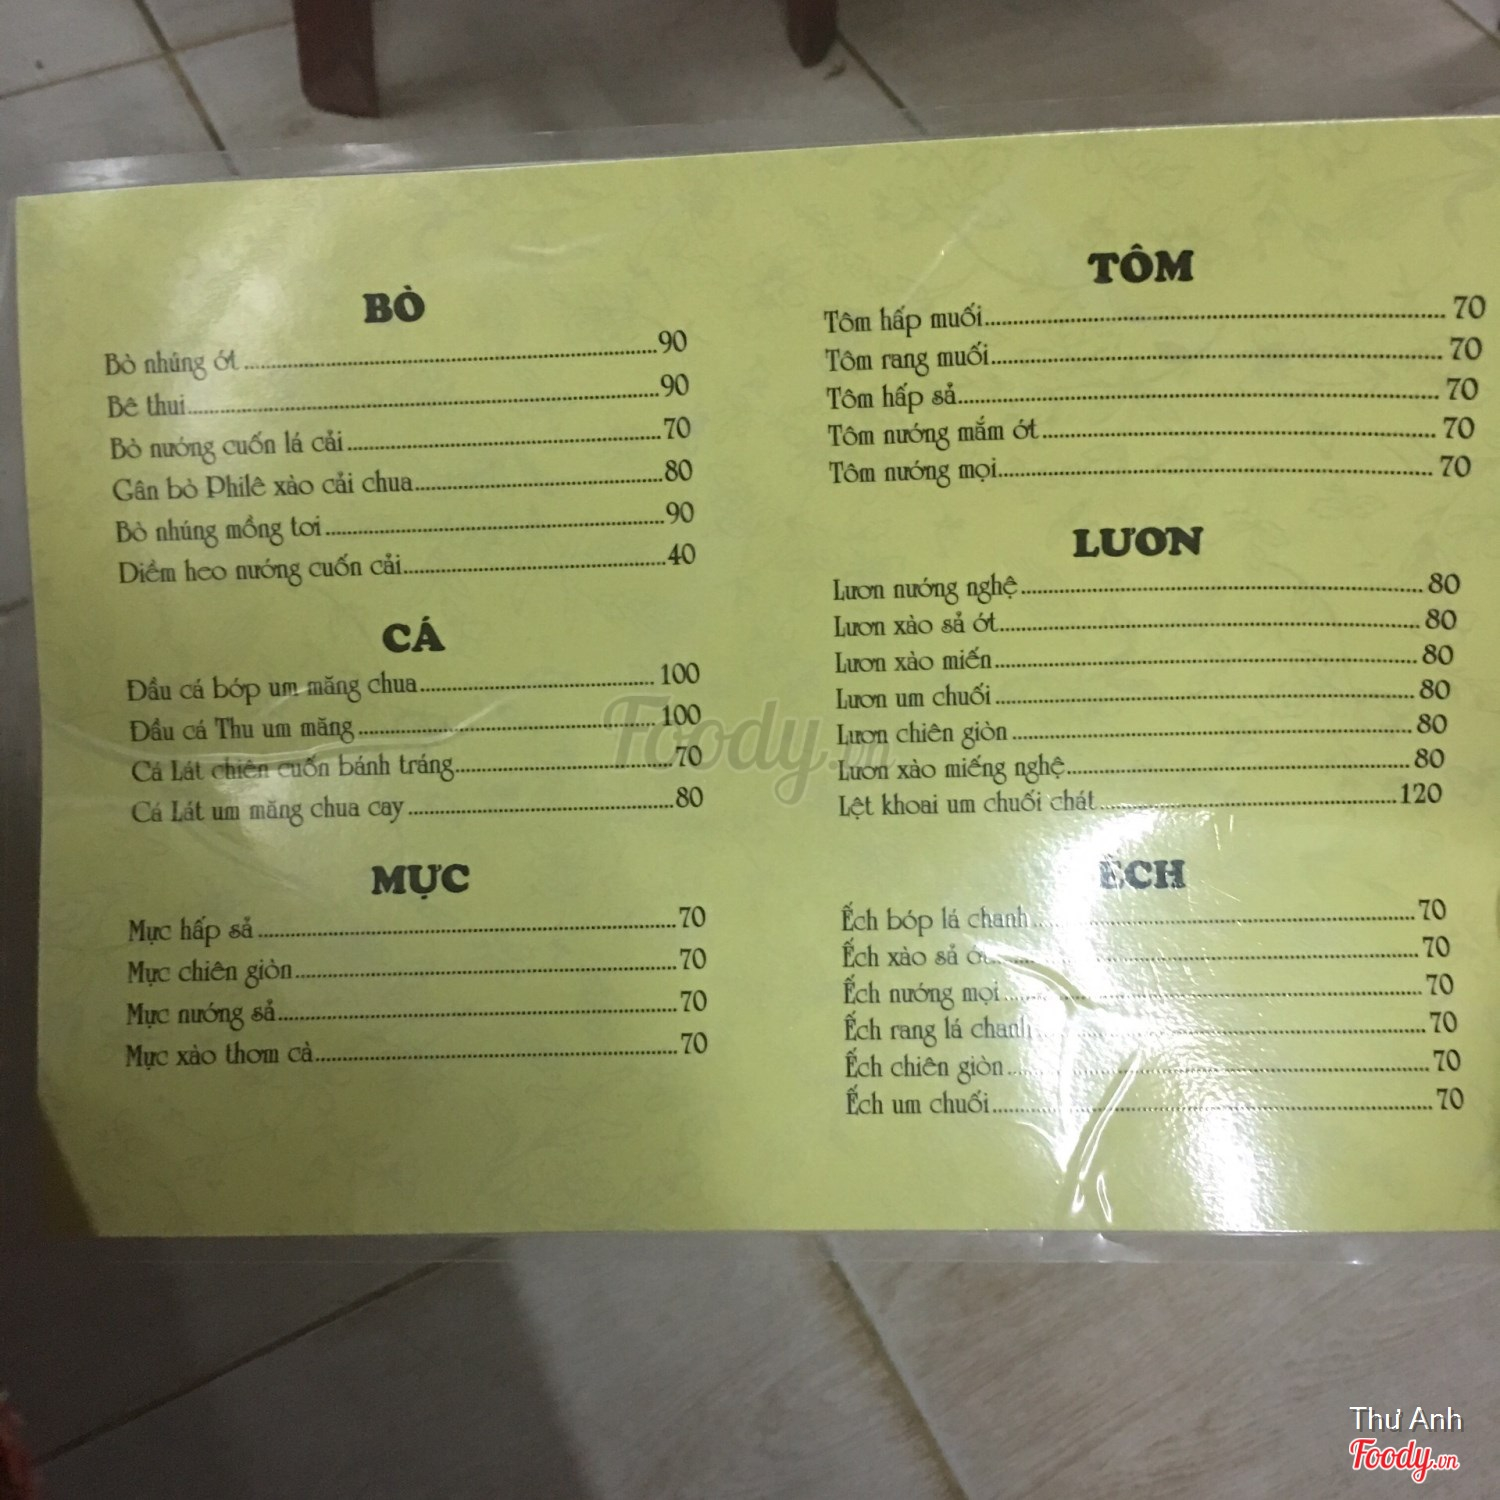 BÒ
Bò nhúng ớt 90
Bê thui 90
Bò nướng cuốn lá cải 70
Gân bò Philê xào cải chua 80
Bò nhúng mồng tơi 90
Diềm heo nướng cuốn cải 40
CÁ
Đầu cá bóp um măng chua 100
Đầu cá Thu um măng 100
Cá Lát chiên cuốn bánh tráng 70
Cá Lát um măng chua cay 80
MỰC
Mực hấp sả 70
Mực chiên giòn 70
Mực nướng sả 70
Mực xào thơm cà 70
TÔM
Tôm hấp muối 70
Tôm rang muối 70
Tôm hấp sả 70
Tôm nướng mắm ớt 70
Tôm nướng mọi 70
LƯƠN
Lươn nướng nghệ 80
Lươn xào sả ớt 80
Lươn xào miến 80
Lươn um chuối 80
Lươn chiên giòn 80
Lươn xào miếng nghệ 80
Lệt khoai um chuối chát 120
ẾCH
Ếch bóp lá chanh 70
Ếch xào sả ớt 70
Ếch nướng mọi 70
Ếch rang lá chanh 70
Ếch chiên giòn 70
Ếch um chuối 70
Foody.vn
Thư Anh
Foody.vn